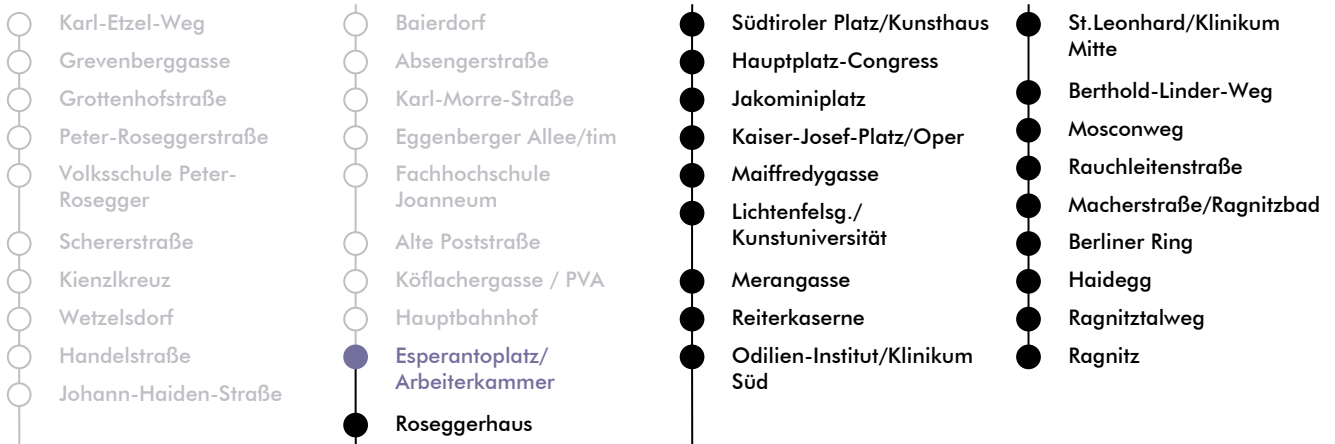 Karl-Etzel-Weg
Grevenberggasse
Grottenhofstraße
Peter-Roseggerstraße
Volksschule Peter-
Rosegger
Schererstraße
Kienzlkreuz
Wetzelsdorf
Handelstraße
Johann-Haiden-Straße
Baierdorf
Absengerstraße
Karl-Morre-Straße
Eggenberger Allee/tim
Fachhochschule
Joanneum
Alte Poststraße
Köflachergasse / PVA
Hauptbahnhof
Esperantoplatz/
Arbeiterkammer
Roseggerhaus
Südtiroler Platz/Kunsthaus
Hauptplatz-Congress
Jakominiplatz
Kaiser-Josef-Platz/Oper
Maiffredygasse
Lichtenfelsg./
Kunstuniversität
Merangasse
Reiterkaserne
Odilien-Institut/Klinikum
Süd
St.Leonhard/Klinikum
Mitte
Berthold-Linder-Weg
Mosconweg
Rauchleitenstraße
Macherstraße/Ragnitzbad
Berliner Ring
Haidegg
Ragnitztalweg
Ragnitz